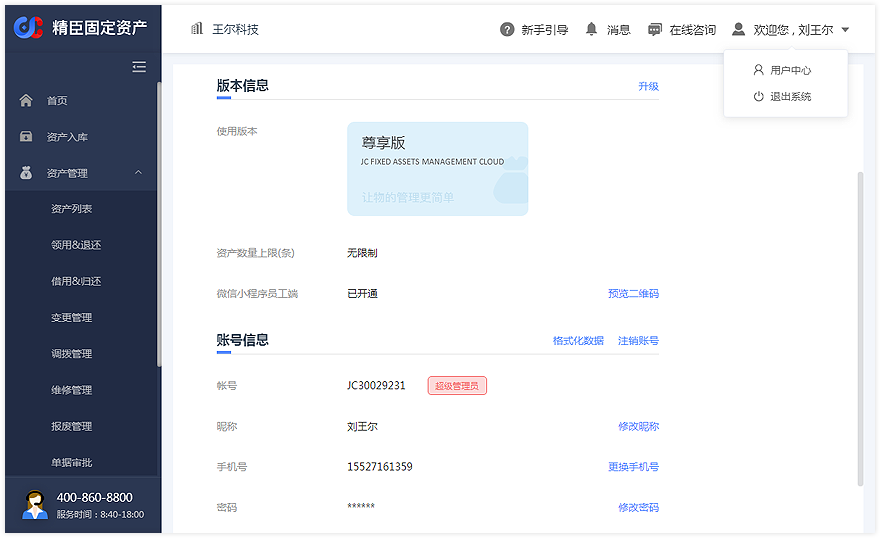 精臣固定资产
王尔科技
新手引导
消息
在线咨询
欢迎您 , 刘王尔
用户中心
退出系统
首页
资产入库
资产管理
资产列表
领用&退还
借用&归还
变更管理
调拨管理
维修管理
报废管理
单据审批
400-860-8800
服务时间：8:40-18:00
版本信息
升级
使用版本
尊享版
JC FIXED ASSETS MANAGEMENT CLOUD
让物的管理更简单
资产数量上限(条)
无限制
微信小程序员工端
已开通
预览二维码
账号信息
格式化数据
注销账号
帐号
JC30029231
超级管理员
昵称
刘王尔
修改昵称
手机号
15527161359
更换手机号
密码
******
修改密码